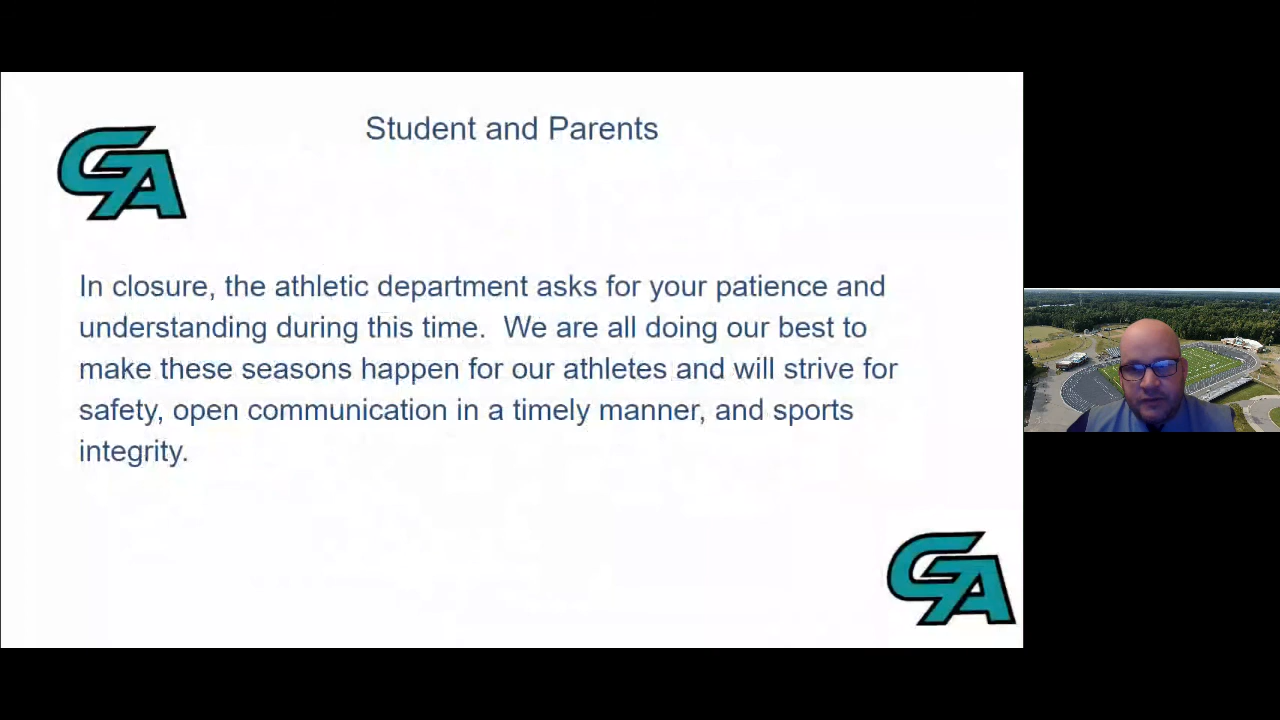 Student and Parents
GA
In closure, the athletic department asks for your patience and
understanding during this time.  We are all doing our best to
make these seasons happen for our athletes and will strive for
safety, open communication in a timely manner, and sports
integrity.
GA